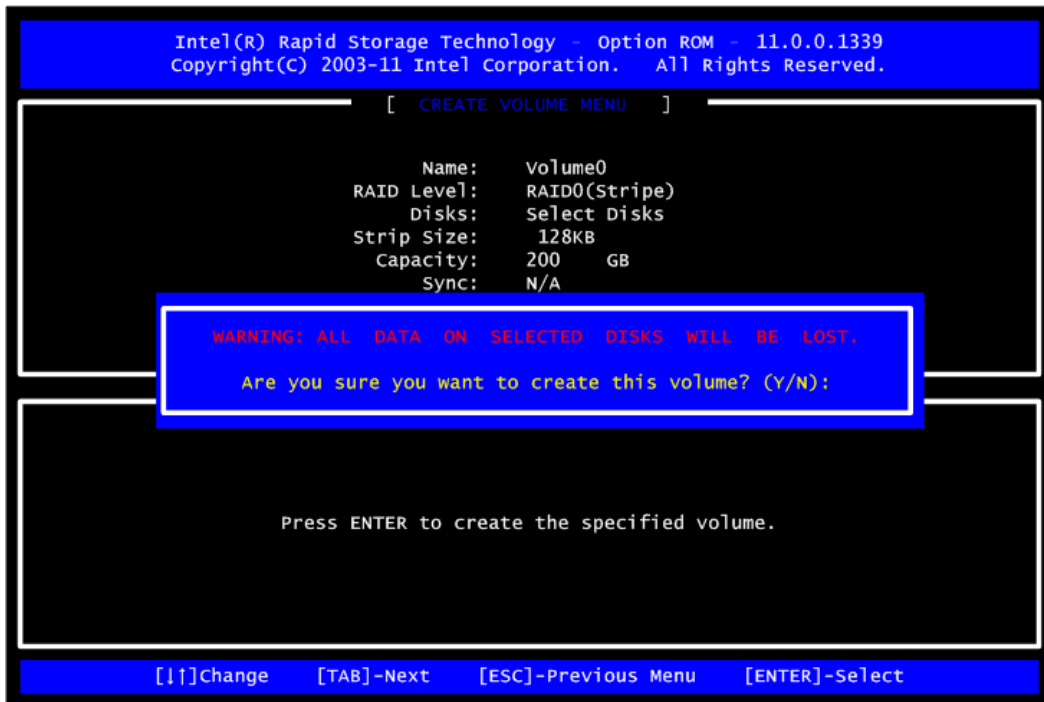 Intel(R) Rapid Storage Technology - Option ROM - 11.0.0.1339
Copyright(C) 2003-11 Intel Corporation. All Rights Reserved.
[ CREATE VOLUME MENU ]
Name: Volume0
RAID Level: RAID0(Stripe)
Disks: Select Disks
Strip Size: 128KB
Capacity: 200 GB
Sync: N/A
WARNING: ALL DATA ON SELECTED DISKS WILL BE LOST.
Are you sure you want to create this volume? (Y/N):
Press ENTER to create the specified volume.
[↓↑]Change [TAB]-Next [ESC]-Previous Menu [ENTER]-Select